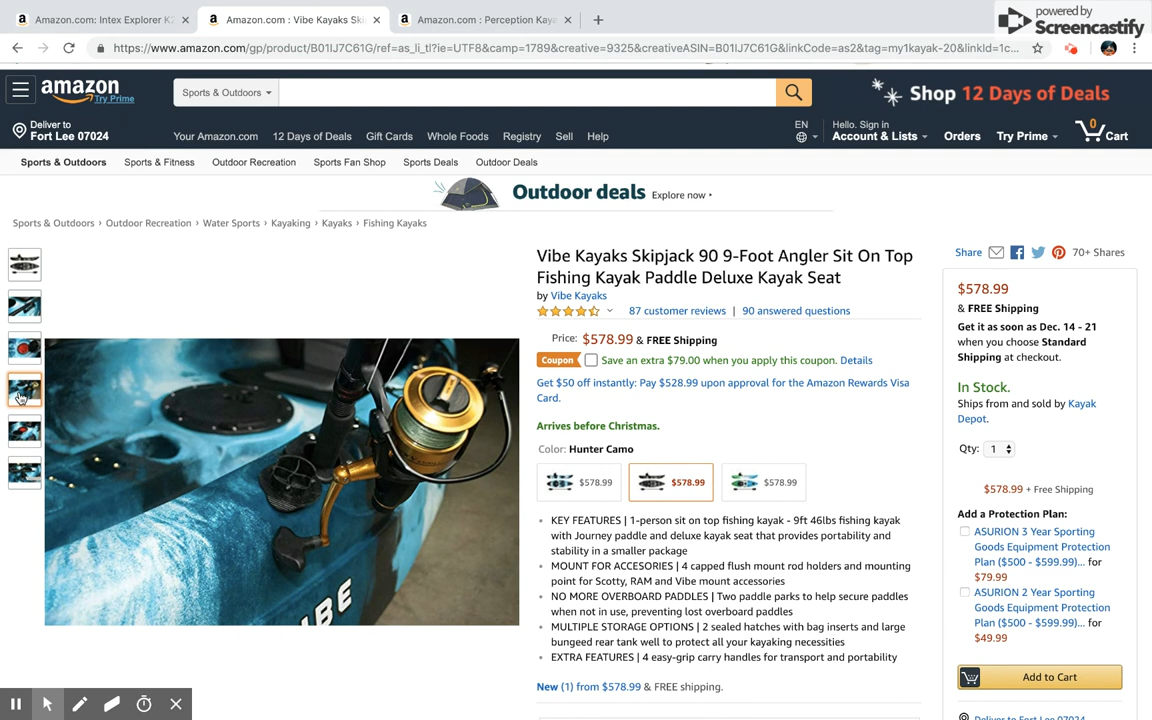 Amazon.com: Intex Explorer K2
Amazon.com : Vibe Kayaks Ski
Amazon.com : Perception Kaya
powered by
Screencastify
https://www.amazon.com/gp/product/B01IJ7C61G/ref=as_li_tl?ie=UTF8&camp=1789&creative=9325&creativeASIN=B01IJ7C61G&linkCode=as2&tag=my1kayak-20&linkId=1c...
amazon
Try Prime
Sports & Outdoors
Shop 12 Days of Deals
Deliver to
Fort Lee 07024
Your Amazon.com 12 Days of Deals Gift Cards Whole Foods Registry Sell Help
EN
Hello. Sign in
Account & Lists
Orders
Try Prime
0
Cart
Sports & Outdoors Sports & Fitness Outdoor Recreation Sports Fan Shop Sports Deals Outdoor Deals
Outdoor deals Explore now ›
Sports & Outdoors › Outdoor Recreation › Water Sports › Kayaking › Kayaks › Fishing Kayaks
Vibe Kayaks Skipjack 90 9-Foot Angler Sit On Top
Fishing Kayak Paddle Deluxe Kayak Seat
by Vibe Kayaks
87 customer reviews | 90 answered questions
Price: $578.99 & FREE Shipping
Coupon Save an extra $79.00 when you apply this coupon. Details
Get $50 off instantly: Pay $528.99 upon approval for the Amazon Rewards Visa
Card.
Arrives before Christmas.
Color: Hunter Camo
$578.99
$578.99
$578.99
• KEY FEATURES | 1-person sit on top fishing kayak - 9ft 46lbs fishing kayak
with Journey paddle and deluxe kayak seat that provides portability and
stability in a smaller package
• MOUNT FOR ACCESORIES | 4 capped flush mount rod holders and mounting
point for Scotty, RAM and Vibe mount accessories
• NO MORE OVERBOARD PADDLES | Two paddle parks to help secure paddles
when not in use, preventing lost overboard paddles
• MULTIPLE STORAGE OPTIONS | 2 sealed hatches with bag inserts and large
bungeed rear tank well to protect all your kayaking necessities
• EXTRA FEATURES | 4 easy-grip carry handles for transport and portability
New (1) from $578.99 & FREE shipping.
VIBE
Share
70+ Shares
$578.99
& FREE Shipping
Get it as soon as Dec. 14 - 21
when you choose Standard
Shipping at checkout.
In Stock.
Ships from and sold by Kayak
Depot.
Qty: 1
$578.99 + Free Shipping
Add a Protection Plan:
ASURION 3 Year Sporting
Goods Equipment Protection
Plan ($500 - $599.99)... for
$79.99
ASURION 2 Year Sporting
Goods Equipment Protection
Plan ($500 - $599.99)... for
$49.99
Add to Cart
Deliver to Fort Lee 07024